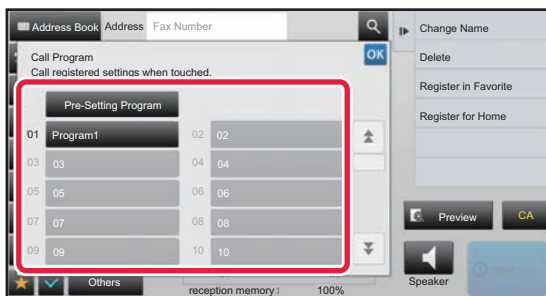 Address Book Address Fax Number
Call Program
OK
Call registered settings when touched.
Pre-Setting Program
01 Program1 02 02
03 03 04 04
05 05 06 06
07 07 08 08
09 09 10 10
Others
reception memory: 100%
Change Name
Delete
Register in Favorite
Register for Home
Preview CA
Speaker
Start